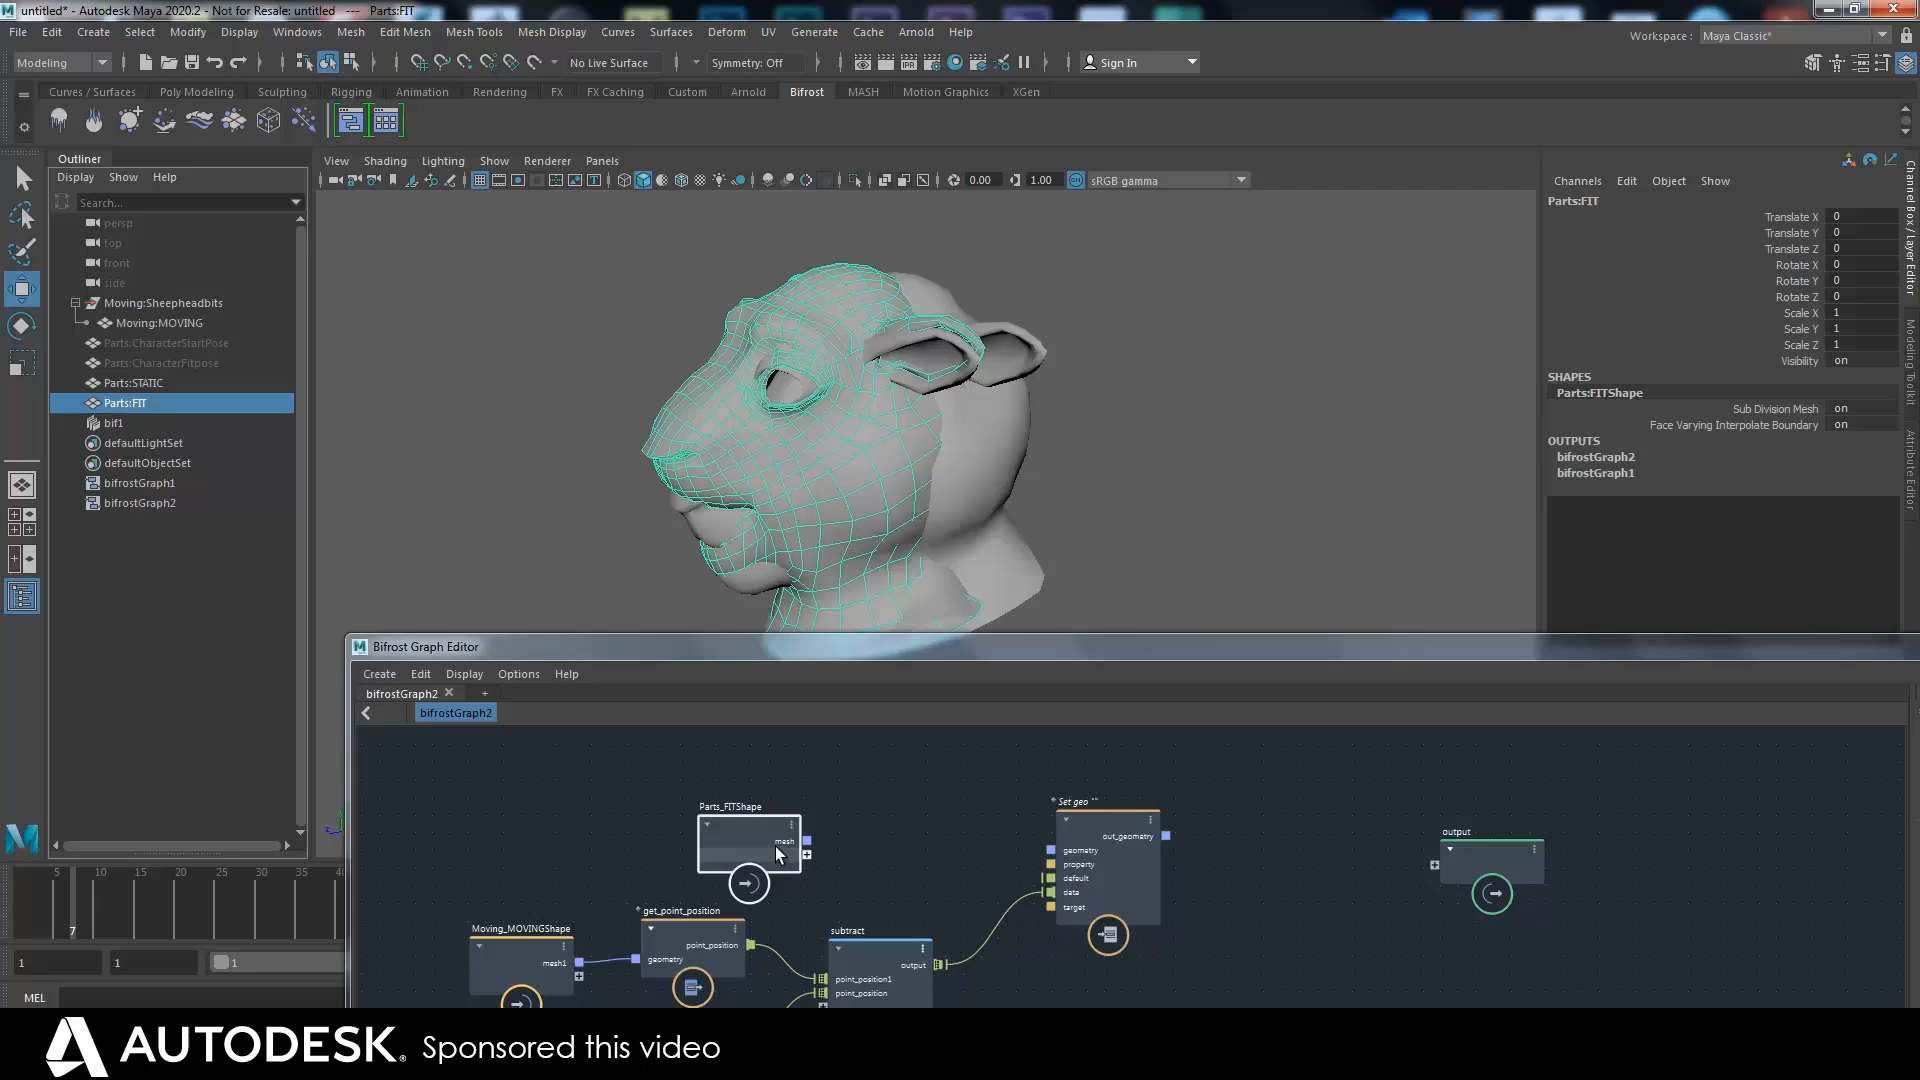 untitled* - Autodesk Maya 2020.2 - Not for Resale: untitled --- Parts:FIT
File Edit Create Select Modify Display Windows Mesh Edit Mesh Mesh Tools Mesh Display Curves Surfaces Deform UV Generate Cache Arnold Help
Workspace : Maya Classic*
Modeling No Live Surface Symmetry: Off IPR Sign In
Curves / Surfaces Poly Modeling Sculpting Rigging Animation Rendering FX FX Caching Custom Arnold Bifrost MASH Motion Graphics XGen
Outliner
Display Show Help
Search...
persp
top
front
side
Moving:Sheepheadbits
Moving:MOVING
Parts:CharacterStartPose
Parts:CharacterFitpose
Parts:STATIC
Parts:FIT
bif1
defaultLightSet
defaultObjectSet
bifrostGraph1
bifrostGraph2
View Shading Lighting Show Renderer Panels
0.00 1.00 sRGB gamma
Channels Edit Object Show
Parts:FIT
Translate X 0
Translate Y 0
Translate Z 0
Rotate X 0
Rotate Y 0
Rotate Z 0
Scale X 1
Scale Y 1
Scale Z 1
Visibility on
SHAPES
Parts:FITShape
Sub Division Mesh on
Face Varying Interpolate Boundary on
OUTPUTS
bifrostGraph2
bifrostGraph1
Channel Box / Layer Editor
Modeling Toolkit
Attribute Editor
Bifrost Graph Editor
Create Edit Display Options Help
bifrostGraph2 +
bifrostGraph2
Parts_FITShape
mesh
Moving_MOVINGShape
mesh1
get_point_position
point_position
geometry
subtract
output
point_position1
point_position
* Set geo ""
out_geometry
geometry
property
default
data
target
output
5 10 15 20 25 30 35
7
1 1 1
MEL
AUTODESK. Sponsored this video